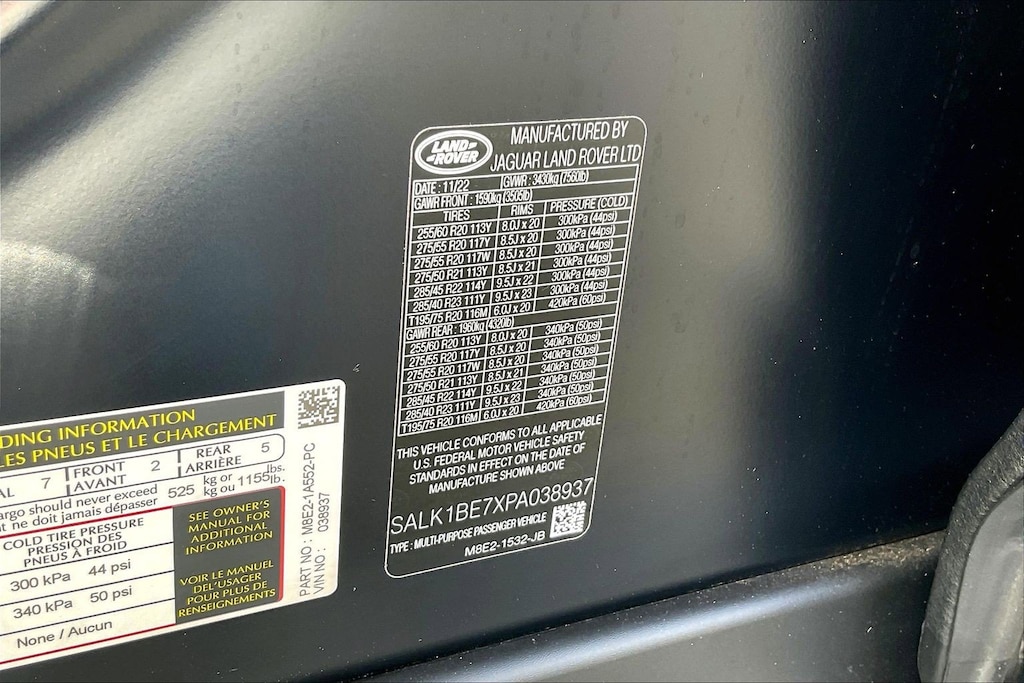 LAND-
-ROVER
MANUFACTURED BY
JAGUAR LAND ROVER LTD
DATE : 11/22 GVWR : 3430kg (7560lb)
GAWR FRONT : 1590kg (3505lb)
TIRES RIMS PRESSURE (COLD)
255/60 R20 113Y 8.0J x 20 300kPa (44psi)
275/55 R20 117Y 8.5J x 20 300kPa (44psi)
275/55 R20 117W 8.5J x 20 300kPa (44psi)
275/50 R21 113Y 8.5J x 21 300kPa (44psi)
285/45 R22 114Y 9.5J x 22 300kPa (44psi)
285/40 R23 111Y 9.5J x 23 300kPa (44psi)
T195/75 R20 116M 6.0J x 20 420kPa (60psi)
GAWR REAR : 1960kg (4320lb)
255/60 R20 113Y 8.0J x 20 340kPa (50psi)
275/55 R20 117Y 8.5J x 20 340kPa (50psi)
275/55 R20 117W 8.5J x 20 340kPa (50psi)
275/50 R21 113Y 8.5J x 21 340kPa (50psi)
285/45 R22 114Y 9.5J x 22 340kPa (50psi)
285/40 R23 111Y 9.5J x 23 340kPa (50psi)
T195/75 R20 116M 6.0J x 20 420kPa (60psi)
THIS VEHICLE CONFORMS TO ALL APPLICABLE
U.S. FEDERAL MOTOR VEHICLE SAFETY
STANDARDS IN EFFECT ON THE DATE OF
MANUFACTURE SHOWN ABOVE
SALK1BE7XPA038937
TYPE : MULTI-PURPOSE PASSENGER VEHICLE
M8E2-1532-JB
DING INFORMATION
LES PNEUS ET LE CHARGEMENT
AL 7 FRONT 2 REAR 5
AVANT ARRIÈRE
argo should never exceed 525 kg or 1155 lbs.
nt ne doit jamais dépasser kg ou lb.
COLD TIRE PRESSURE
PRESSION DES
PNEUS À FROID
300 kPa 44 psi
340 kPa 50 psi
None / Aucun
SEE OWNER'S
MANUAL FOR
ADDITIONAL
INFORMATION
VOIR LE MANUEL
DEL'USAGER
POUR PLUS DE
RENSEIGNEMENTS
PART NO : M8E2-1A552-PC
VIN NO : 038937